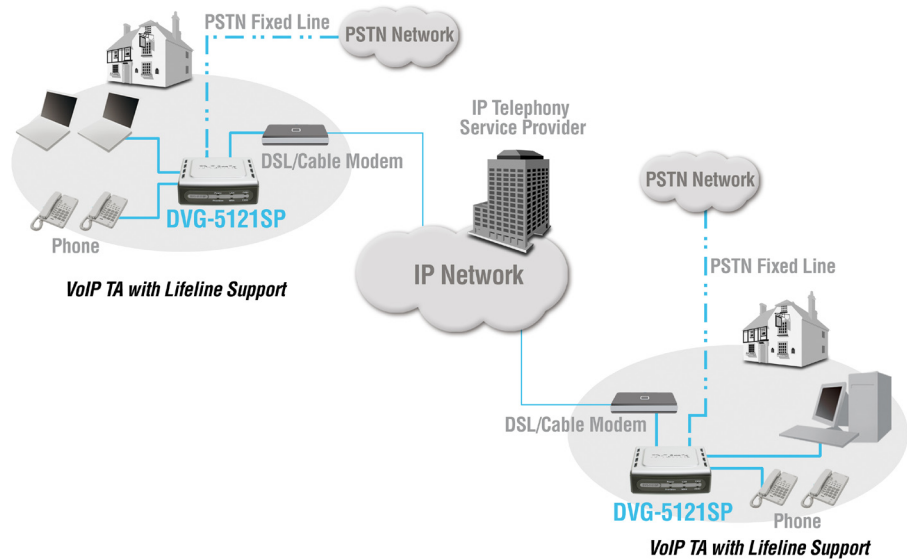 PSTN Fixed Line
PSTN Network
IP Telephony
Service Provider
DSL/Cable Modem
DVG-5121SP
Phone
VoIP TA with Lifeline Support
IP Network
PSTN Network
PSTN Fixed Line
DSL/Cable Modem
DVG-5121SP
Phone
VoIP TA with Lifeline Support